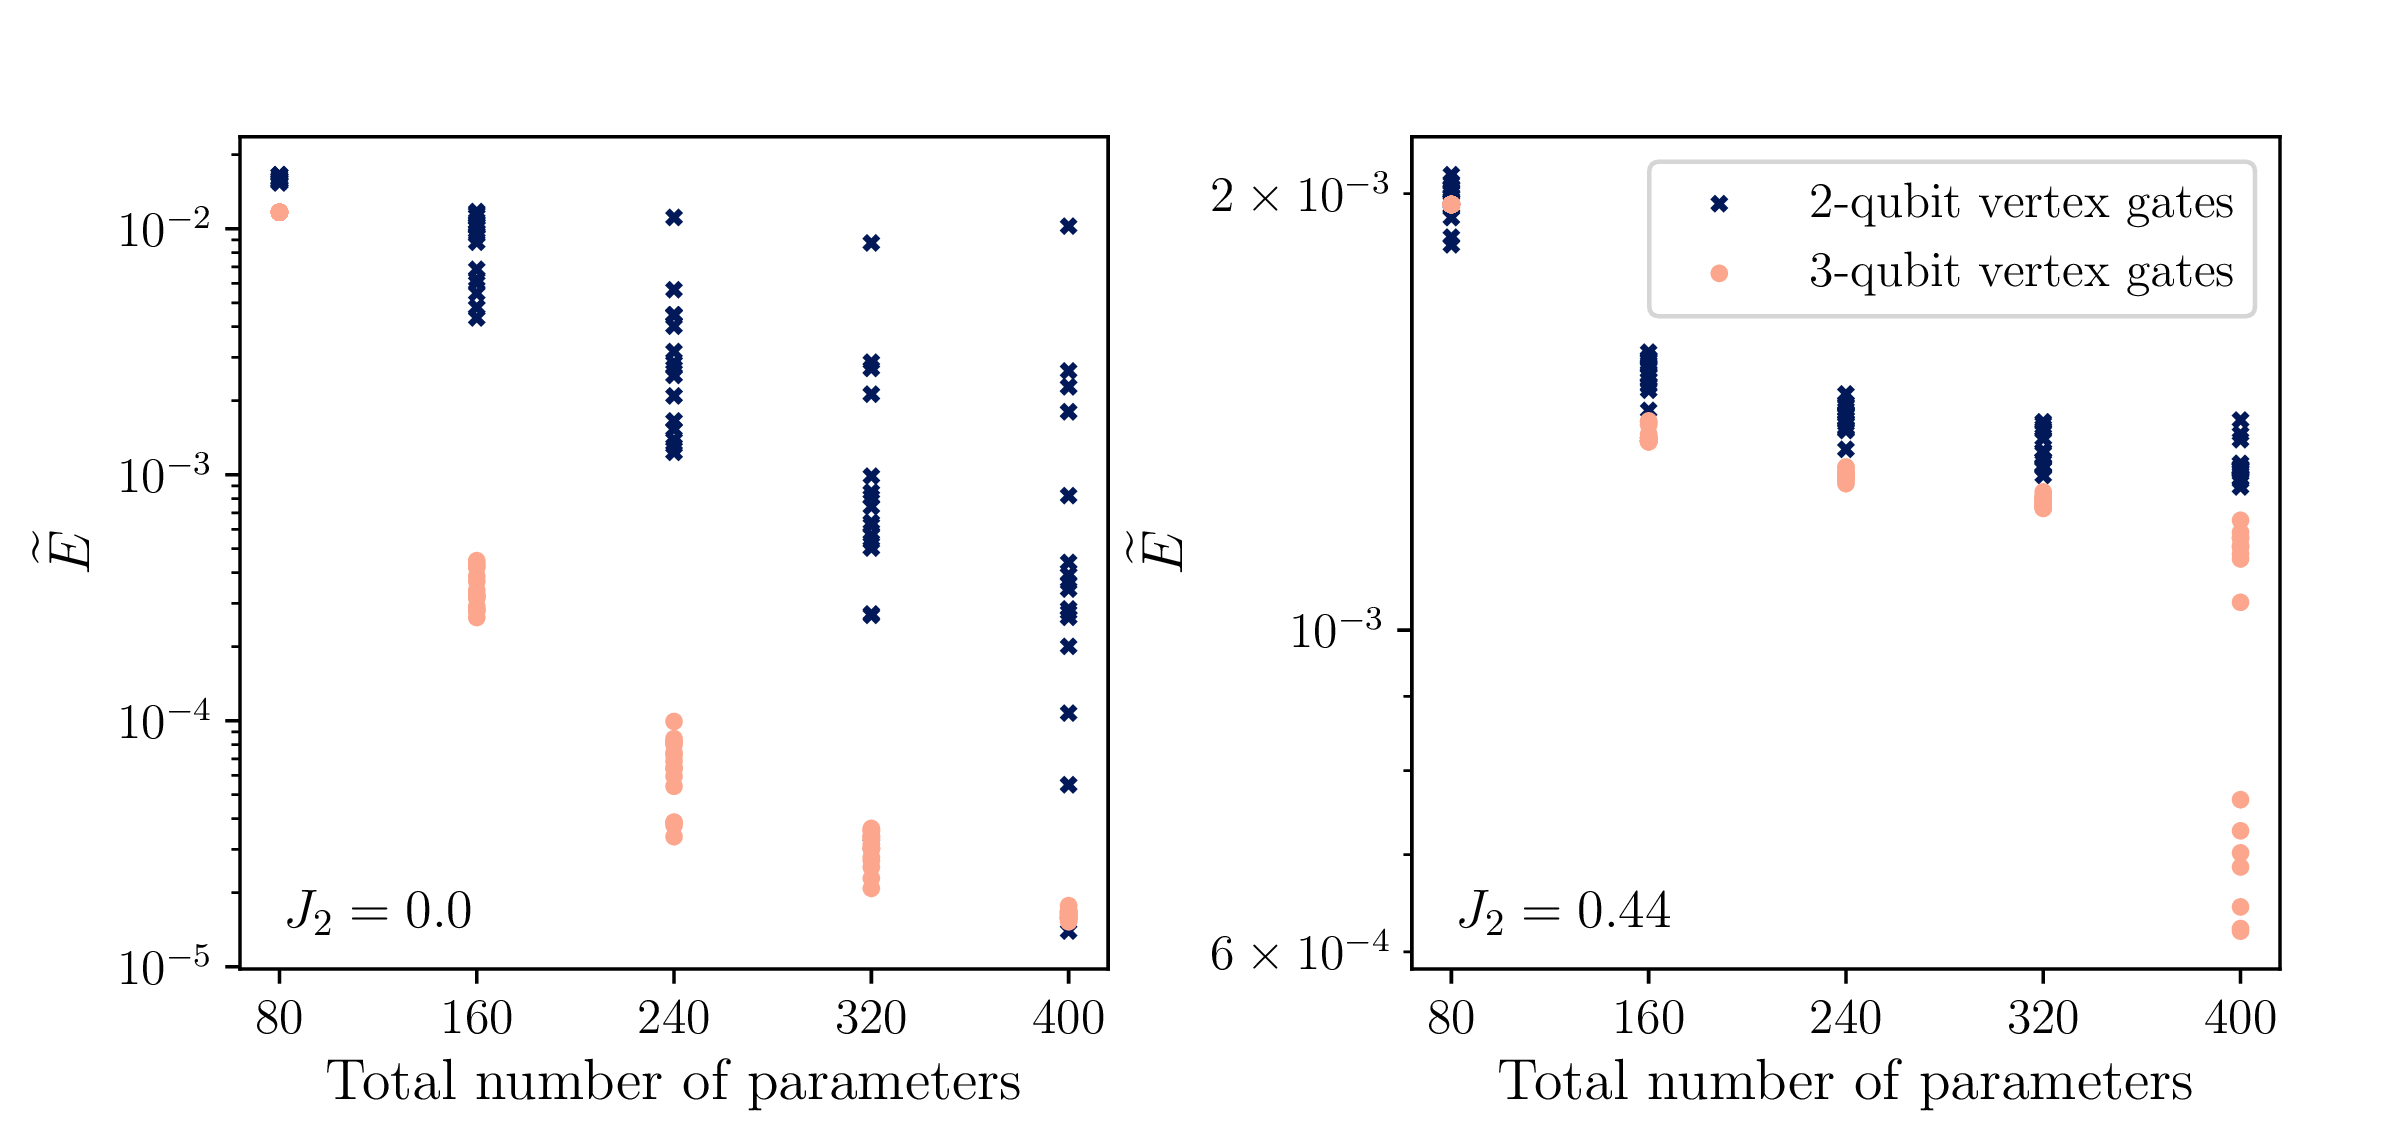 10⁻²
10⁻³
10⁻⁴
10⁻⁵
Ẽ
J₂ = 0.0
80 160 240 320 400
Total number of parameters
2 × 10⁻³
10⁻³
6 × 10⁻⁴
Ẽ
2-qubit vertex gates
3-qubit vertex gates
J₂ = 0.44
80 160 240 320 400
Total number of parameters